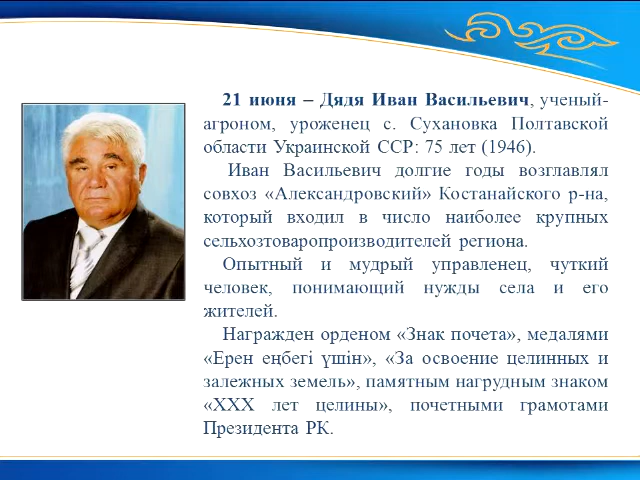 21 июня – Дядя Иван Васильевич, ученый-
агроном, уроженец с. Сухановка Полтавской
области Украинской ССР: 75 лет (1946).
Иван Васильевич долгие годы возглавлял
совхоз «Александровский» Костанайского р-на,
который входил в число наиболее крупных
сельхозтоваропроизводителей региона.
Опытный и мудрый управленец, чуткий
человек, понимающий нужды села и его
жителей.
Награжден орденом «Знак почета», медалями
«Ерен еңбегі үшін», «За освоение целинных и
залежных земель», памятным нагрудным знаком
«ХХХ лет целины», почетными грамотами
Президента РК.